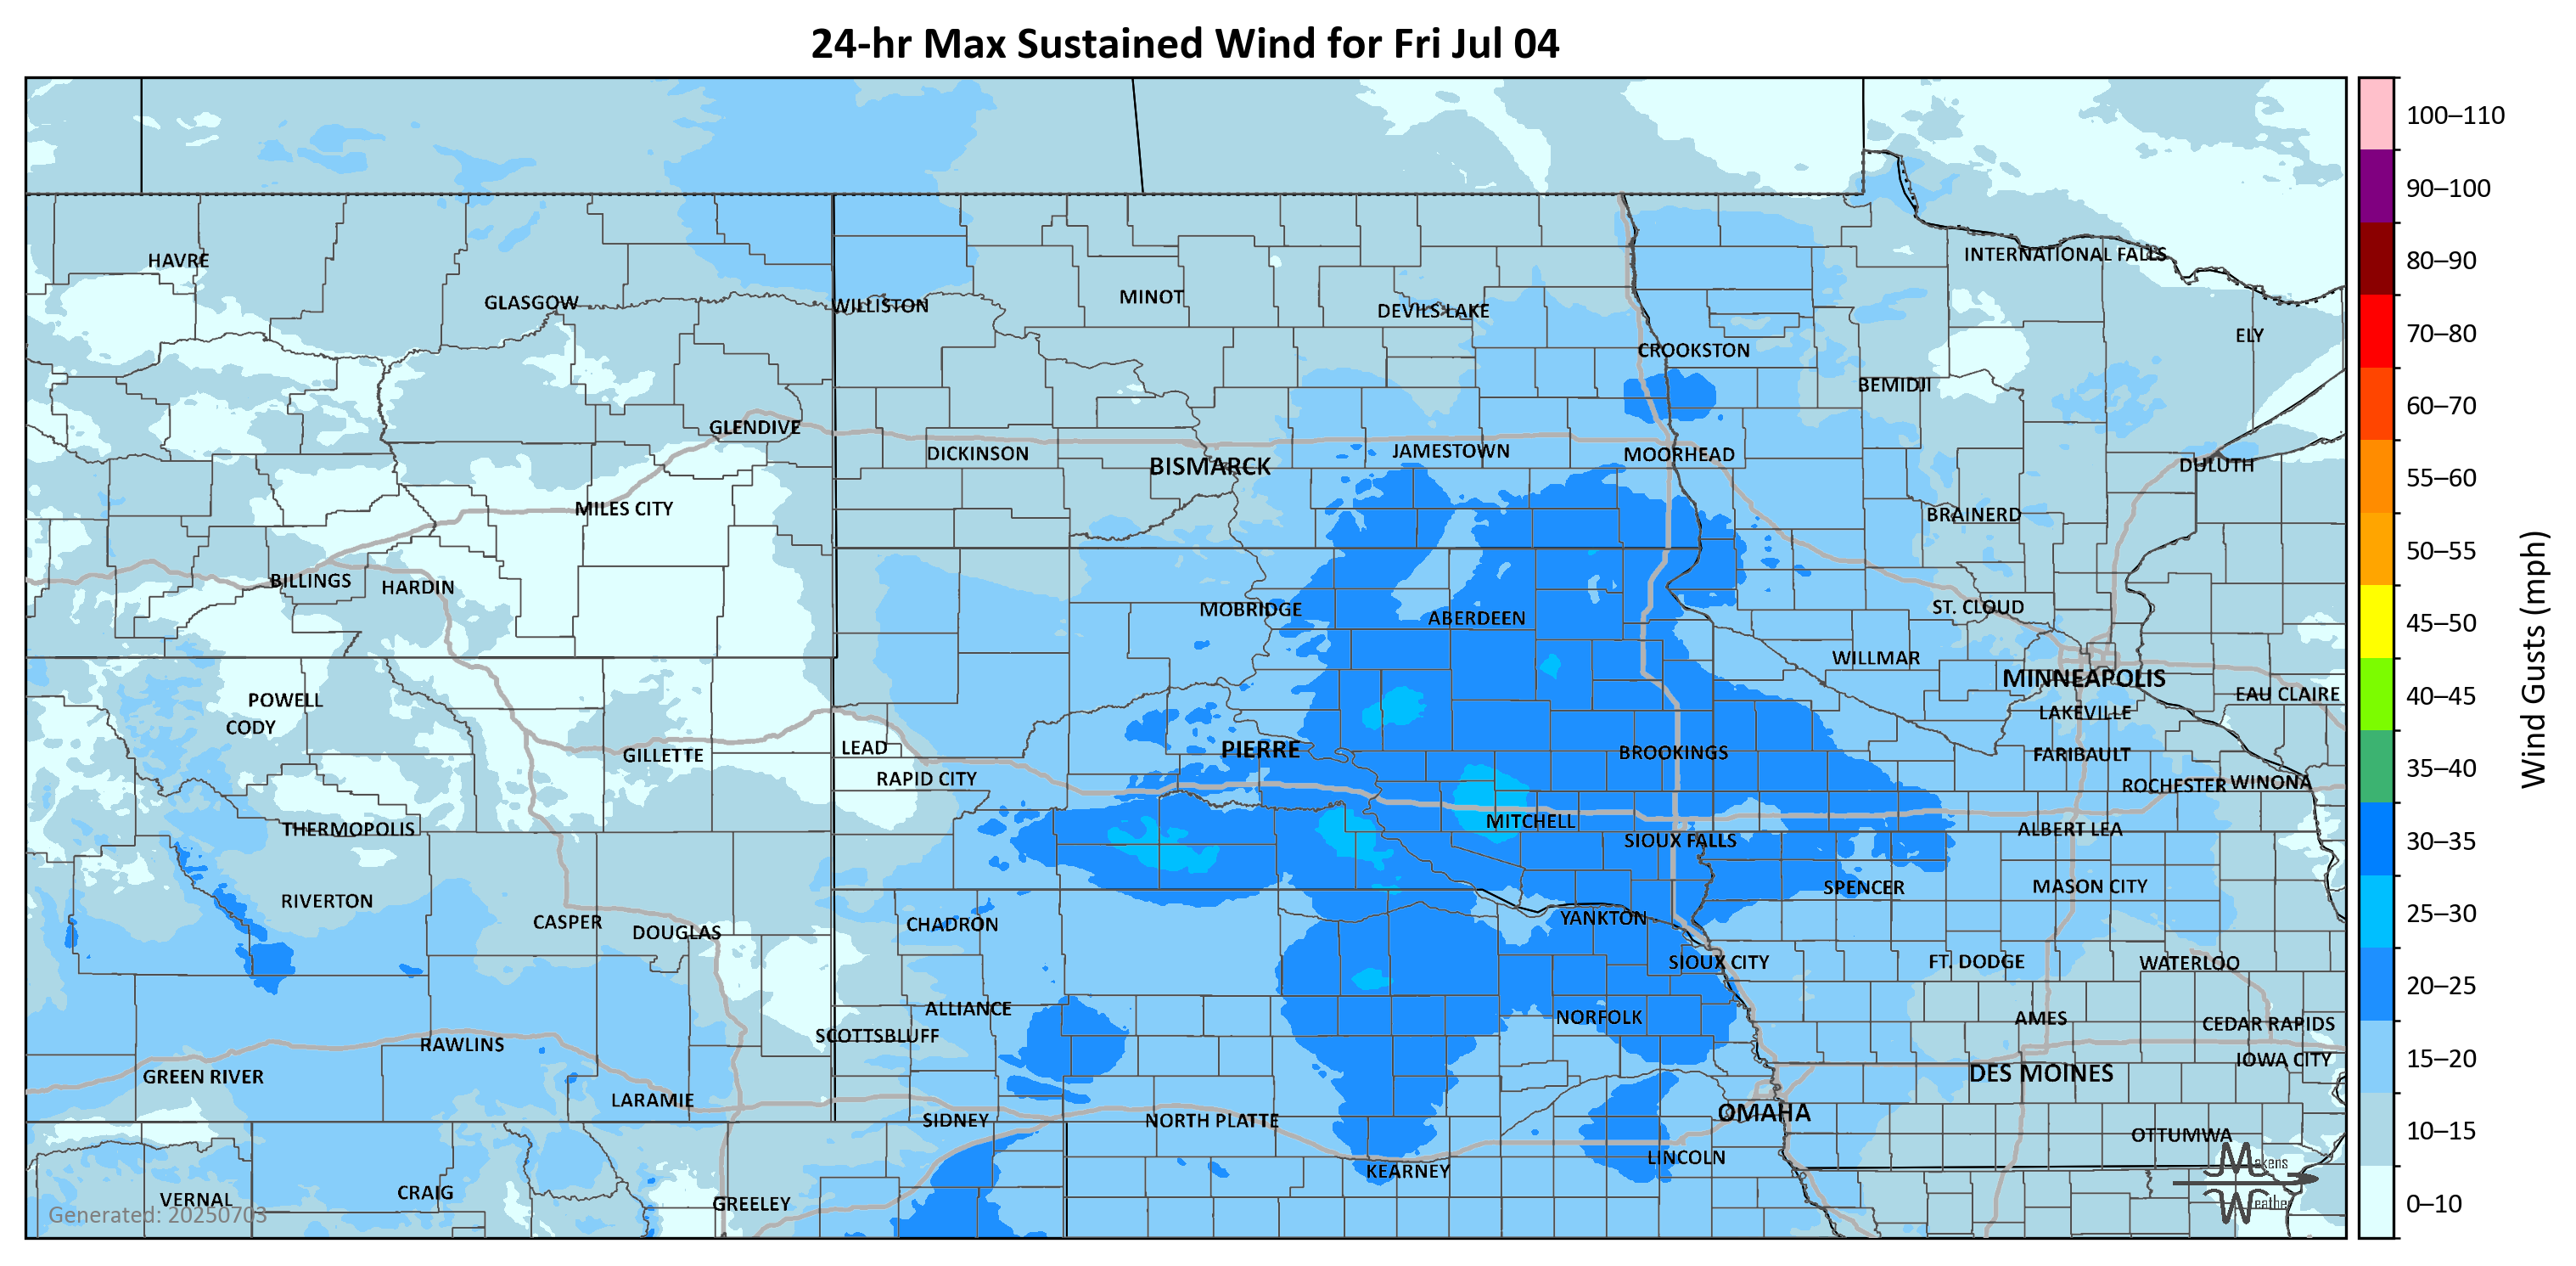 24-hr Max Sustained Wind for Fri Jul 04
100–110
90–100
80–90
70–80
60–70
55–60
50–55
45–50
40–45
35–40
30–35
25–30
20–25
15–20
10–15
0–10
Wind Gusts (mph)
HAVRE
INTERNATIONAL FALLS
GLASGOW
WILLISTON
MINOT
DEVILS LAKE
ELY
CROOKSTON
BEMIDJI
GLENDIVE
DICKINSON
BISMARCK
JAMESTOWN
MOORHEAD
DULUTH
MILES CITY
BRAINERD
BILLINGS
HARDIN
MOBRIDGE
ABERDEEN
ST. CLOUD
WILLMAR
MINNEAPOLIS
EAU CLAIRE
POWELL
CODY
LAKEVILLE
GILLETTE
LEAD
PIERRE
BROOKINGS
FARIBAULT
RAPID CITY
ROCHESTER
WINONA
THERMOPOLIS
MITCHELL
SIOUX FALLS
ALBERT LEA
RIVERTON
SPENCER
MASON CITY
CASPER
DOUGLAS
CHADRON
YANKTON
SIOUX CITY
FT. DODGE
WATERLOO
ALLIANCE
NORFOLK
AMES
CEDAR RAPIDS
SCOTTSBLUFF
RAWLINS
IOWA CITY
GREEN RIVER
DES MOINES
LARAMIE
SIDNEY
NORTH PLATTE
OMAHA
OTTUMWA
KEARNEY
LINCOLN
VERNAL
CRAIG
GREELEY
Generated: 20250703
Makens
Weather